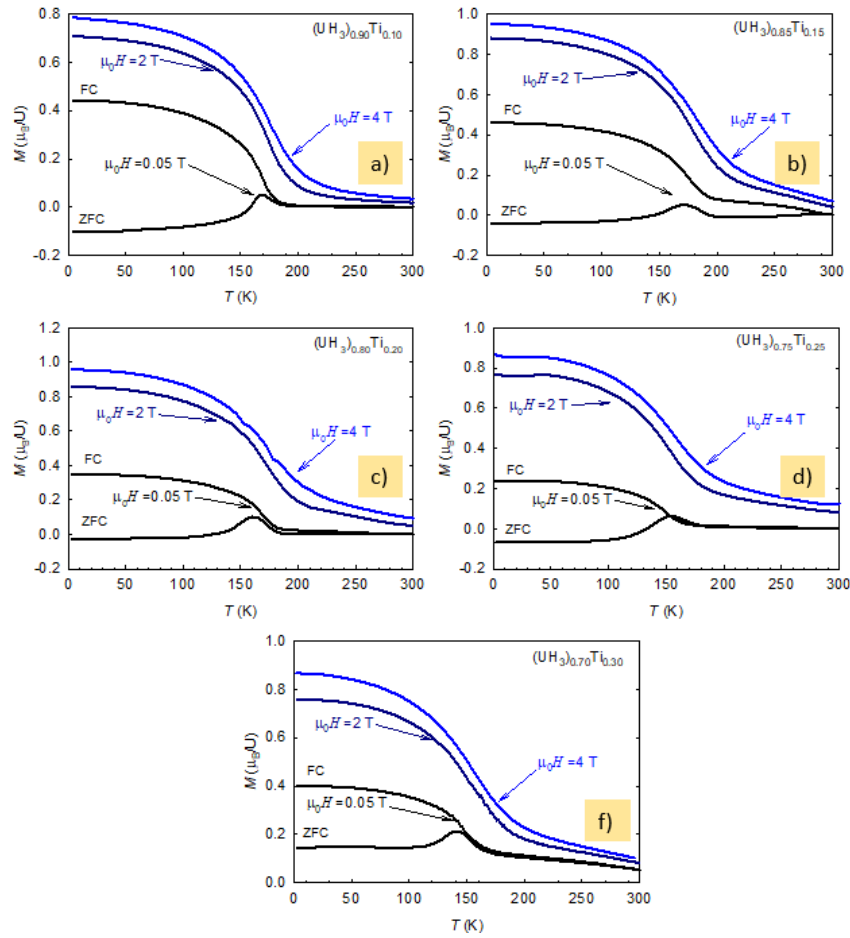 (UH₃)₀.₉₀Ti₀.₁₀
μ₀H = 2 T
FC
μ₀H = 4 T
μ₀H = 0.05 T
a)
ZFC
M (μ_B/U)
0.8
0.6
0.4
0.2
0.0
-0.2
0 50 100 150 200 250 300
T (K)
(UH₃)₀.₈₅Ti₀.₁₅
μ₀H = 2 T
FC
μ₀H = 4 T
μ₀H = 0.05 T
b)
ZFC
M (μ_B/U)
1.0
0.8
0.6
0.4
0.2
0.0
-0.2
0 50 100 150 200 250 300
T (K)
(UH₃)₀.₈₀Ti₀.₂₀
μ₀H = 2 T
μ₀H = 4 T
FC
μ₀H = 0.05 T
c)
ZFC
M (μ_B/U)
1.2
1.0
0.8
0.6
0.4
0.2
0.0
-0.2
0 50 100 150 200 250 300
T (K)
(UH₃)₀.₇₅Ti₀.₂₅
μ₀H = 2 T
μ₀H = 4 T
FC
μ₀H = 0.05 T
d)
ZFC
M (μ_B/U)
1.0
0.8
0.6
0.4
0.2
0.0
-0.2
0 50 100 150 200 250 300
T (K)
(UH₃)₀.₇₀Ti₀.₃₀
μ₀H = 2 T
μ₀H = 4 T
FC
μ₀H = 0.05 T
f)
ZFC
M (μ_B/U)
1.0
0.8
0.6
0.4
0.2
0.0
0 50 100 150 200 250 300
T (K)